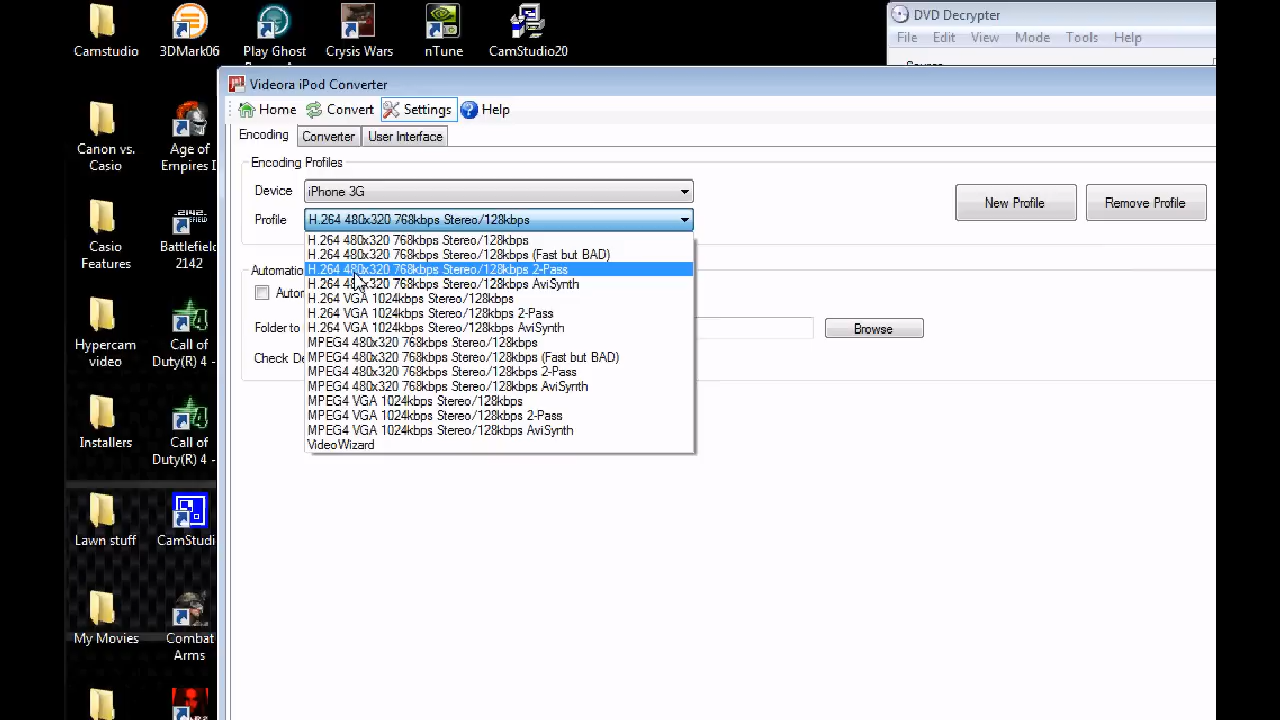 Camstudio
3DMark06
Play Ghost
Crysis Wars
nTune
CamStudio20
DVD Decrypter
File Edit View Mode Tools Help
Videora iPod Converter
Home Convert Settings Help
Encoding Converter User Interface
Encoding Profiles
Device iPhone 3G
Profile H.264 480x320 768kbps Stereo/128kbps
New Profile Remove Profile
H.264 480x320 768kbps Stereo/128kbps
H.264 480x320 768kbps Stereo/128kbps (Fast but BAD)
H.264 480x320 768kbps Stereo/128kbps 2-Pass
H.264 480x320 768kbps Stereo/128kbps AviSynth
H.264 VGA 1024kbps Stereo/128kbps
H.264 VGA 1024kbps Stereo/128kbps 2-Pass
H.264 VGA 1024kbps Stereo/128kbps AviSynth
MPEG4 480x320 768kbps Stereo/128kbps
MPEG4 480x320 768kbps Stereo/128kbps (Fast but BAD)
MPEG4 480x320 768kbps Stereo/128kbps 2-Pass
MPEG4 480x320 768kbps Stereo/128kbps AviSynth
MPEG4 VGA 1024kbps Stereo/128kbps
MPEG4 VGA 1024kbps Stereo/128kbps 2-Pass
MPEG4 VGA 1024kbps Stereo/128kbps AviSynth
VideoWizard
Automatio
Autor
Folder to
Browse
Check De
Canon vs.
Casio
Age of
Empires I
Casio
Features
2142
Battlefield
2142
Hypercam
video
Call of
Duty(R) 4 -
Installers
Call of
Duty(R) 4 -
Lawn stuff
CamStudi
My Movies
Combat
Arms